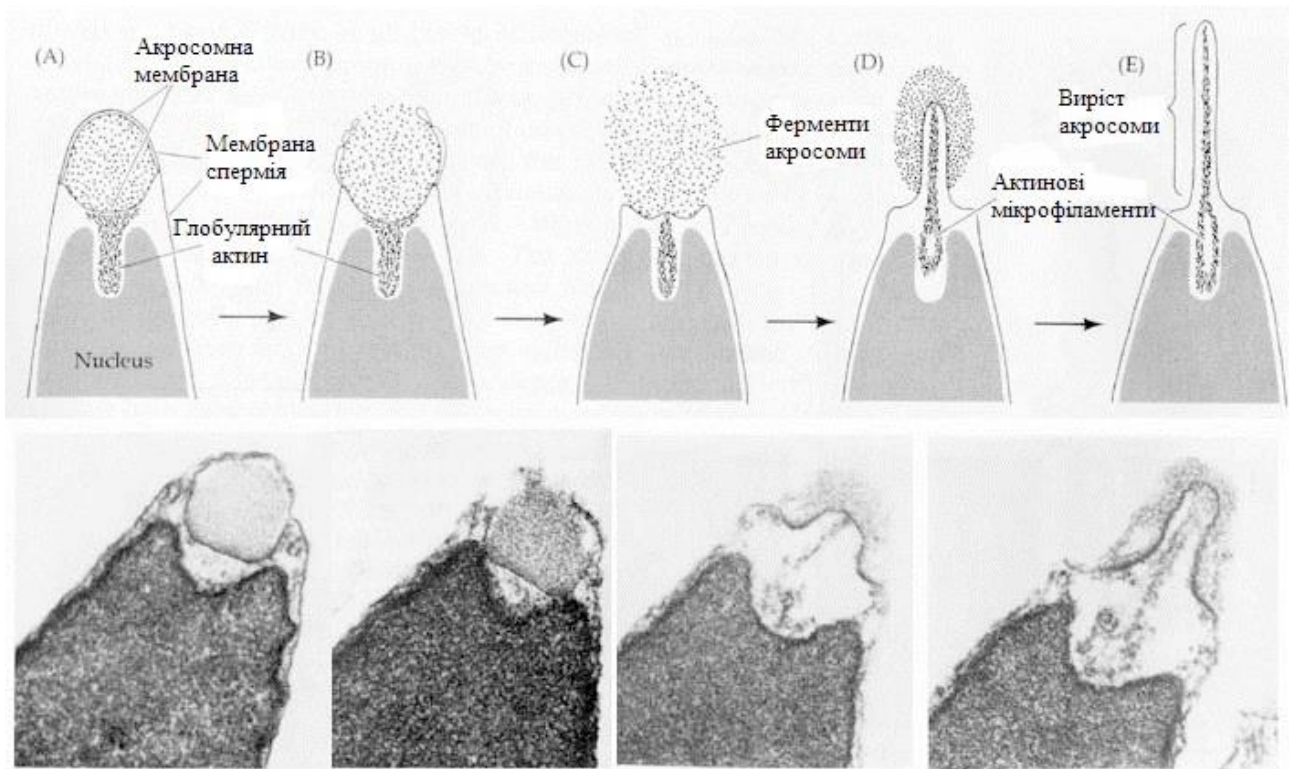 (A)
Акросомна
мембрана
(B)
(C)
(D)
(E)
Виріст
акросоми
Ферменти
акросоми
Мембрана
спермія
Актинові
мікрофіламенти
Глобулярний
актин
Nucleus